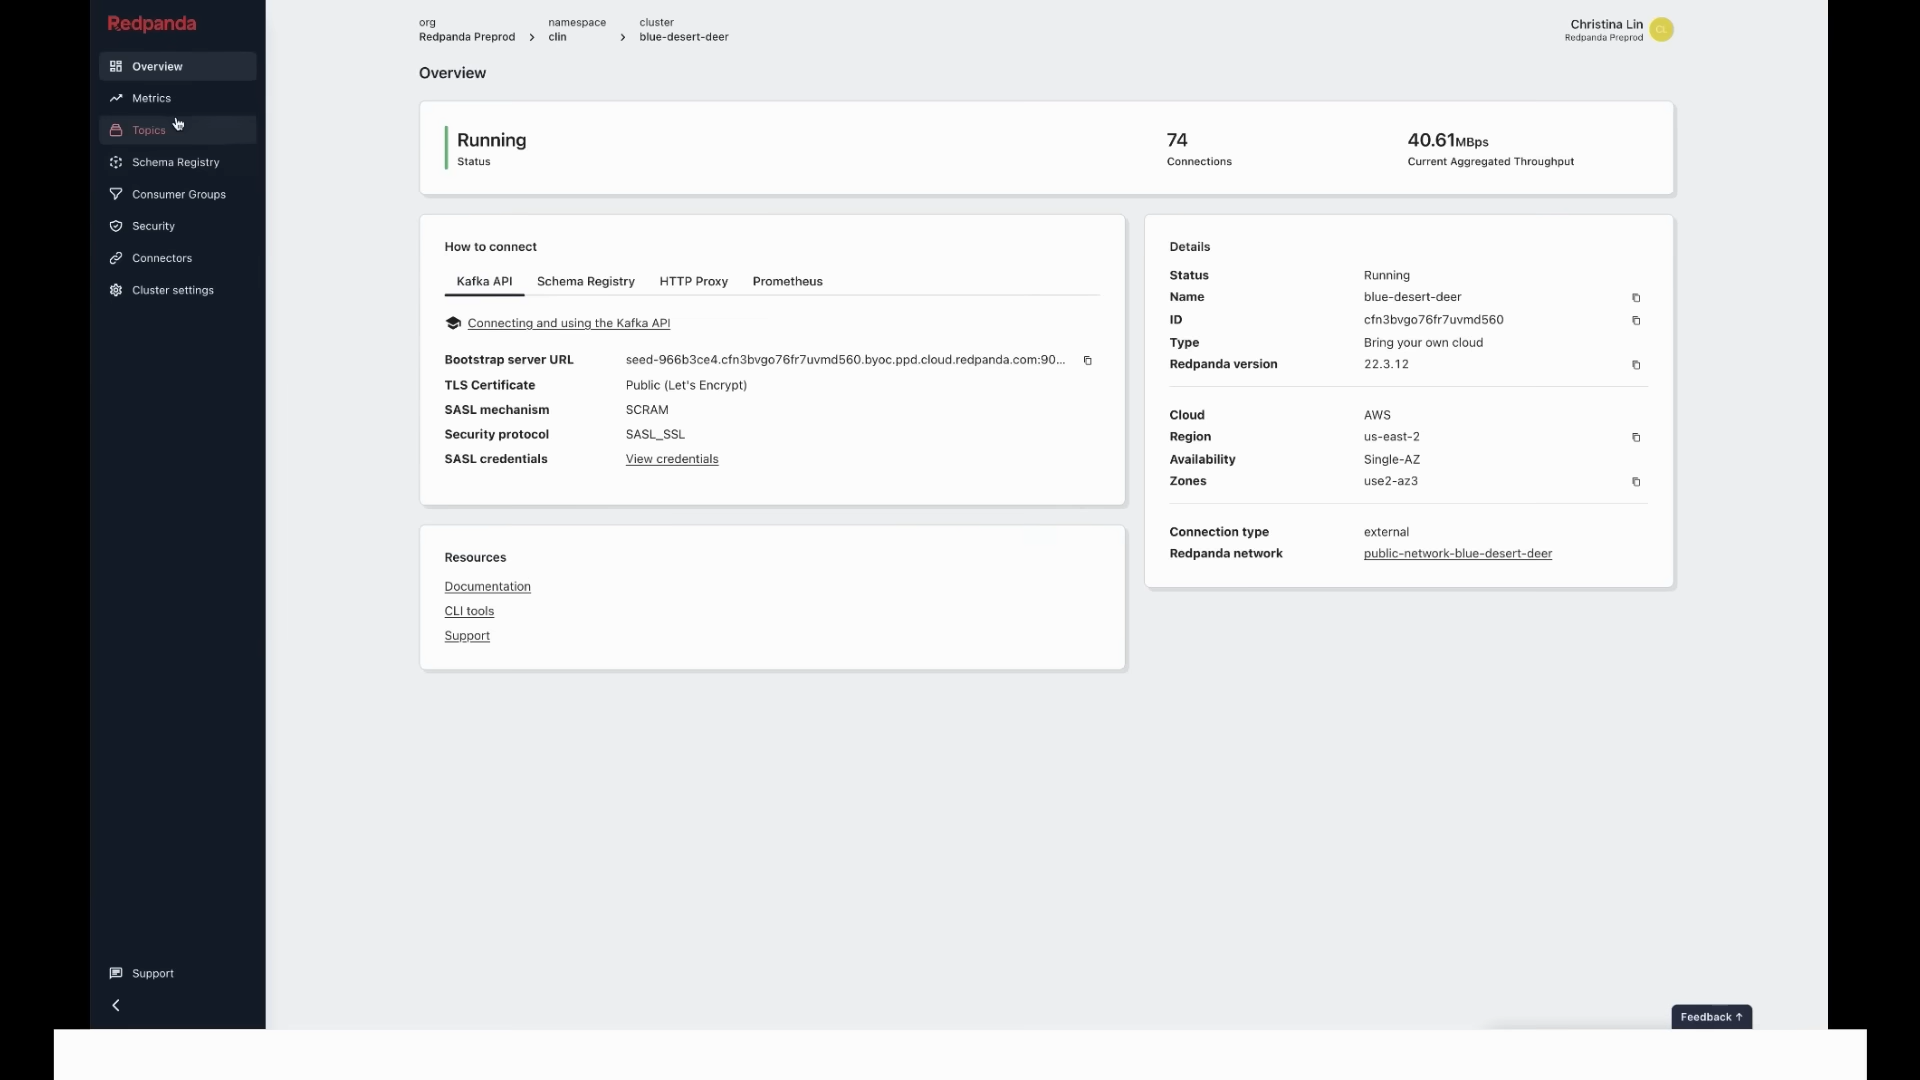 Redpanda
Overview
Metrics
Topics
Schema Registry
Consumer Groups
Security
Connectors
Cluster settings
Support
org
Redpanda Preprod
namespace
clin
cluster
blue-desert-deer
Christina Lin
Redpanda Preprod
CL
Overview
Running
Status
74
Connections
40.61MBps
Current Aggregated Throughput
How to connect
Kafka API Schema Registry HTTP Proxy Prometheus
Connecting and using the Kafka API
Bootstrap server URL seed-966b3ce4.cfn3bvgo76fr7uvmd560.byoc.ppd.cloud.redpanda.com:90...
TLS Certificate Public (Let's Encrypt)
SASL mechanism SCRAM
Security protocol SASL_SSL
SASL credentials View credentials
Resources
Documentation
CLI tools
Support
Details
Status Running
Name blue-desert-deer
ID cfn3bvgo76fr7uvmd560
Type Bring your own cloud
Redpanda version 22.3.12
Cloud AWS
Region us-east-2
Availability Single-AZ
Zones use2-az3
Connection type external
Redpanda network public-network-blue-desert-deer
Feedback ↑